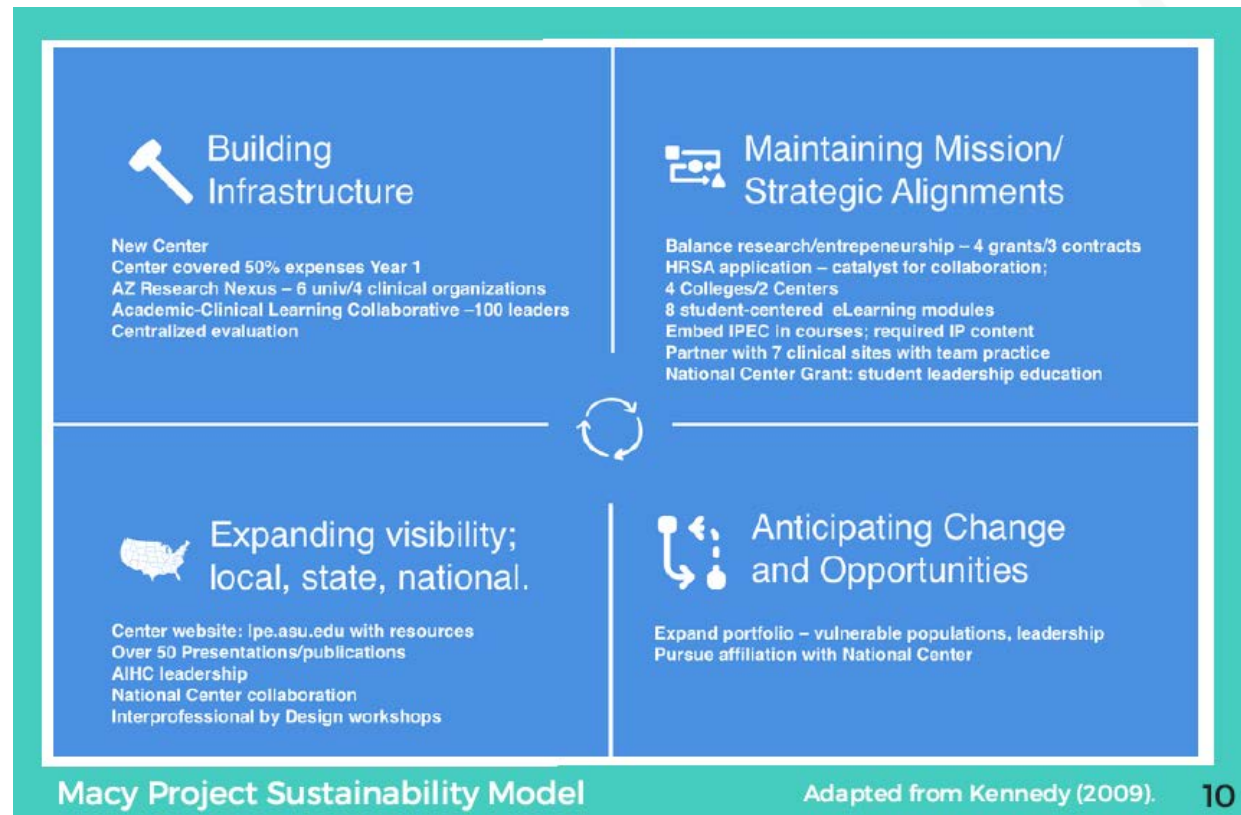 Building
Infrastructure
New Center
Center covered 50% expenses Year 1
AZ Research Nexus – 6 univ/4 clinical organizations
Academic-Clinical Learning Collaborative –100 leaders
Centralized evaluation
Maintaining Mission/
Strategic Alignments
Balance research/entrepeneurship – 4 grants/3 contracts
HRSA application – catalyst for collaboration;
4 Colleges/2 Centers
8 student-centered eLearning modules
Embed IPEC in courses; required IP content
Partner with 7 clinical sites with team practice
National Center Grant: student leadership education
Expanding visibility;
local, state, national.
Center website: Ipe.asu.edu with resources
Over 50 Presentations/publications
AIHC leadership
National Center collaboration
Interprofessional by Design workshops
Anticipating Change
and Opportunities
Expand portfolio – vulnerable populations, leadership
Pursue affiliation with National Center
Macy Project Sustainability Model
Adapted from Kennedy (2009).
10